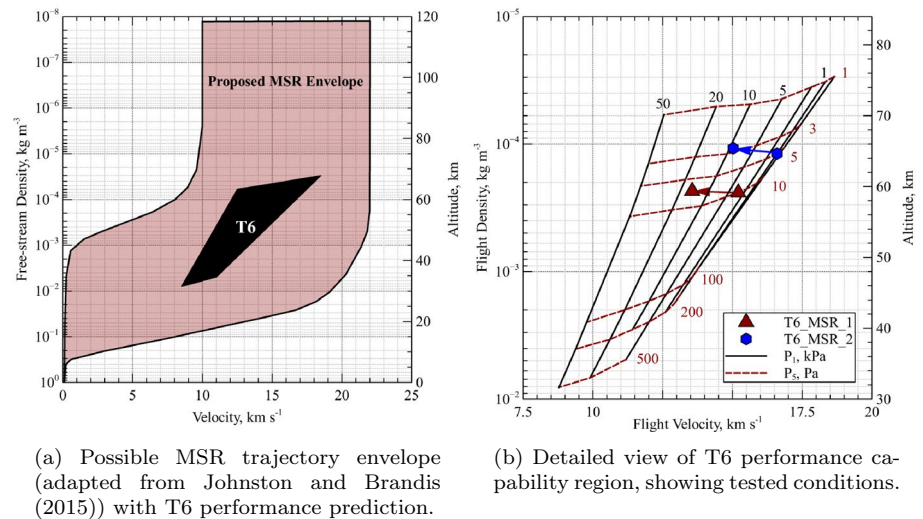 10⁻⁸
10⁻⁷
10⁻⁶
10⁻⁵
10⁻⁴
10⁻³
10⁻²
10⁻¹
10⁰
Free-stream Density, kg m⁻³
Proposed MSR Envelope
T6
120
100
80
60
40
20
0
Altitude, km
0 5 10 15 20 25
Velocity, km s⁻¹
10⁻⁵
10⁻⁴
10⁻³
10⁻²
Flight Density, kg m⁻³
50 20 10 5 1 1
3
5
10
100
200
500
T6_MSR_1
T6_MSR_2
P₁, kPa
P₅, Pa
80
70
60
50
40
30
Altitude, km
7.5 10 12.5 15 17.5 20
Flight Velocity, km s⁻¹
(a) Possible MSR trajectory envelope
(adapted from Johnston and Brandis
(2015)) with T6 performance prediction.
(b) Detailed view of T6 performance ca-
pability region, showing tested conditions.